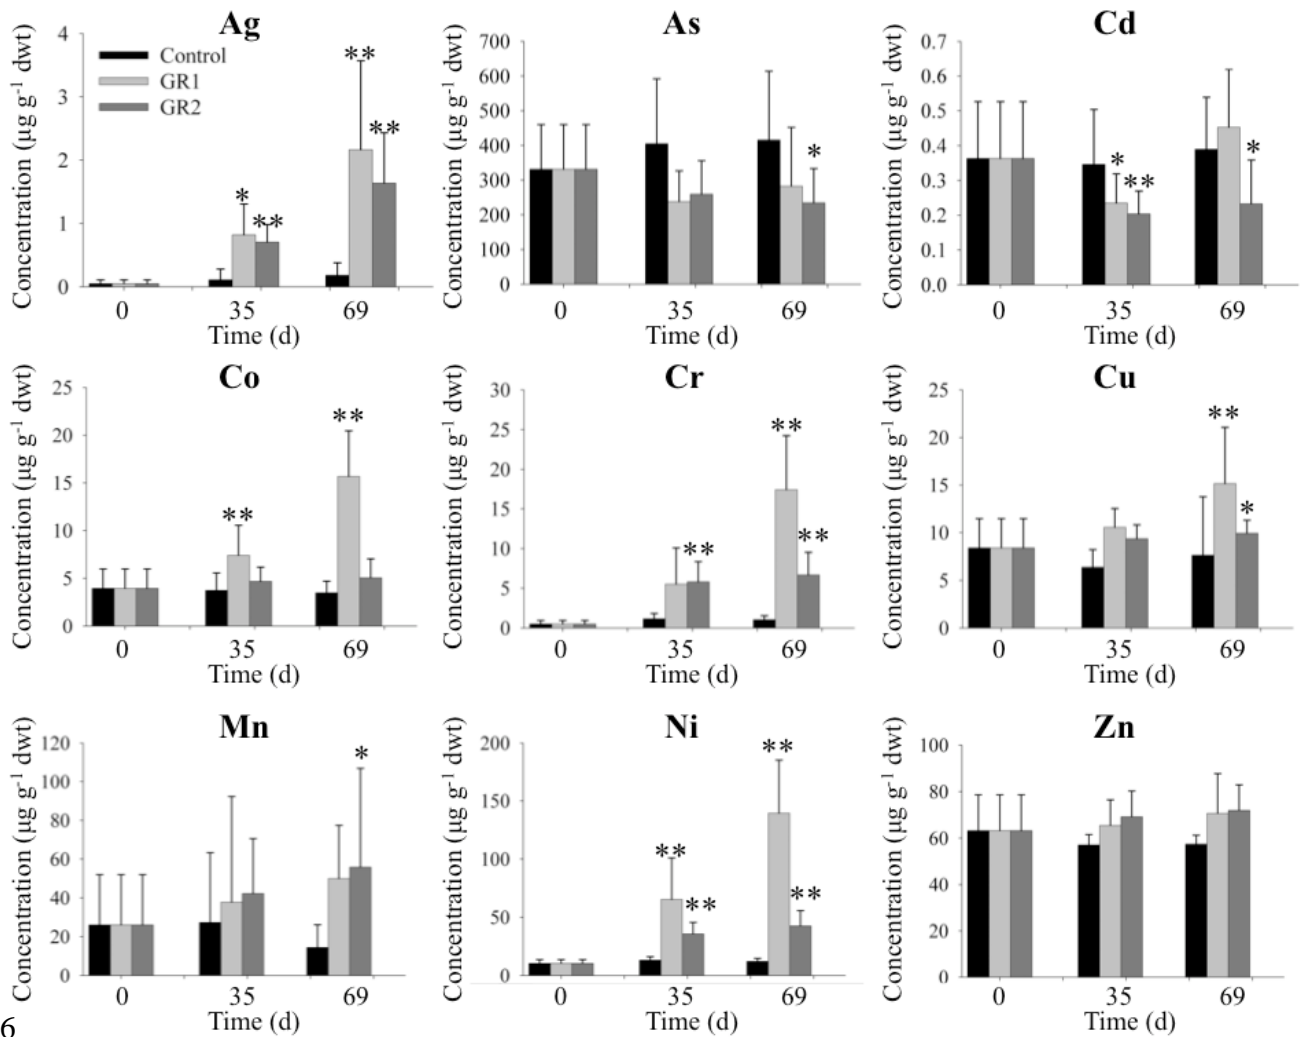 Ag
Concentration (µg g⁻¹ dwt)
4
3
2
1
0
Control
GR1
GR2
**
**
*
**
0 35 69
Time (d)
As
Concentration (µg g⁻¹ dwt)
700
600
500
400
300
200
100
0
*
0 35 69
Time (d)
Cd
Concentration (µg g⁻¹ dwt)
0.7
0.6
0.5
0.4
0.3
0.2
0.1
0.0
*
**
*
0 35 69
Time (d)
Co
Concentration (µg g⁻¹ dwt)
25
20
15
10
5
0
**
**
0 35 69
Time (d)
Cr
Concentration (µg g⁻¹ dwt)
30
25
20
15
10
5
0
**
**
**
0 35 69
Time (d)
Cu
Concentration (µg g⁻¹ dwt)
25
20
15
10
5
0
**
*
0 35 69
Time (d)
Mn
Concentration (µg g⁻¹ dwt)
120
100
80
60
40
20
0
*
0 35 69
Time (d)
Ni
Concentration (µg g⁻¹ dwt)
200
150
100
50
0
**
**
**
**
0 35 69
Time (d)
Zn
Concentration (µg g⁻¹ dwt)
100
80
60
40
20
0
0 35 69
Time (d)
6